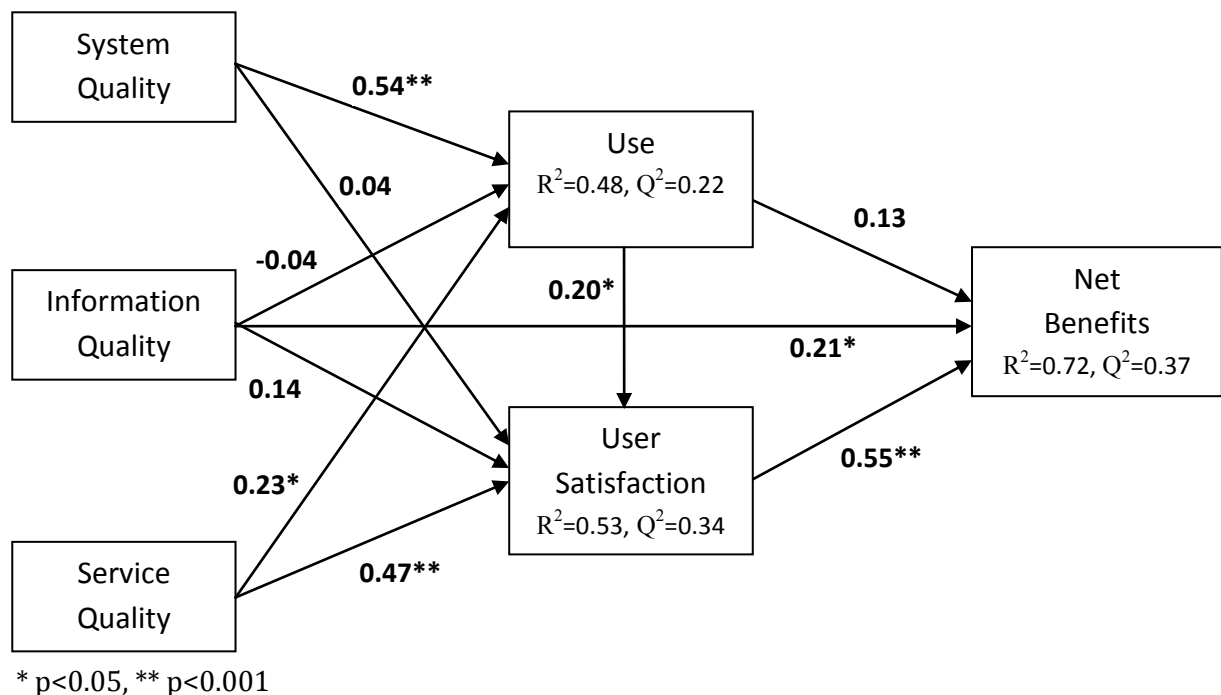 System
Quality
0.54**
Use
R²=0.48, Q²=0.22
0.04
0.13
-0.04
Information
Quality
0.20*
Net
Benefits
R²=0.72, Q²=0.37
0.21*
0.14
User
Satisfaction
R²=0.53, Q²=0.34
0.55**
0.23*
Service
Quality
0.47**
* p<0.05, ** p<0.001